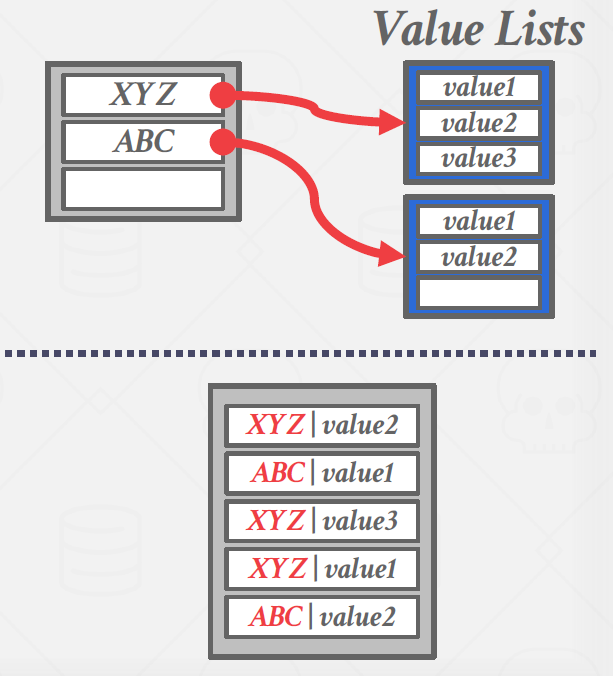 Value Lists
XYZ
ABC
value1
value2
value3
value1
value2
XYZ|value2
ABC|value1
XYZ|value3
XYZ|value1
ABC|value2